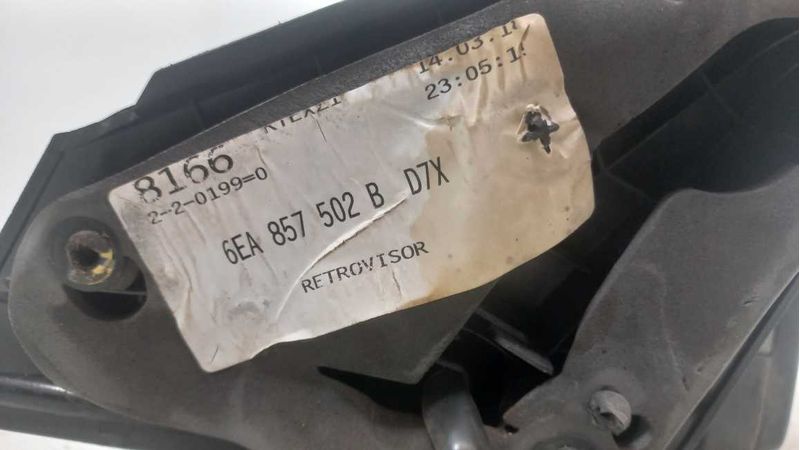 14.03.1
23:05:1
8166
2-2-0199=0
6EA 857 502 B D7X
RETROVISOR